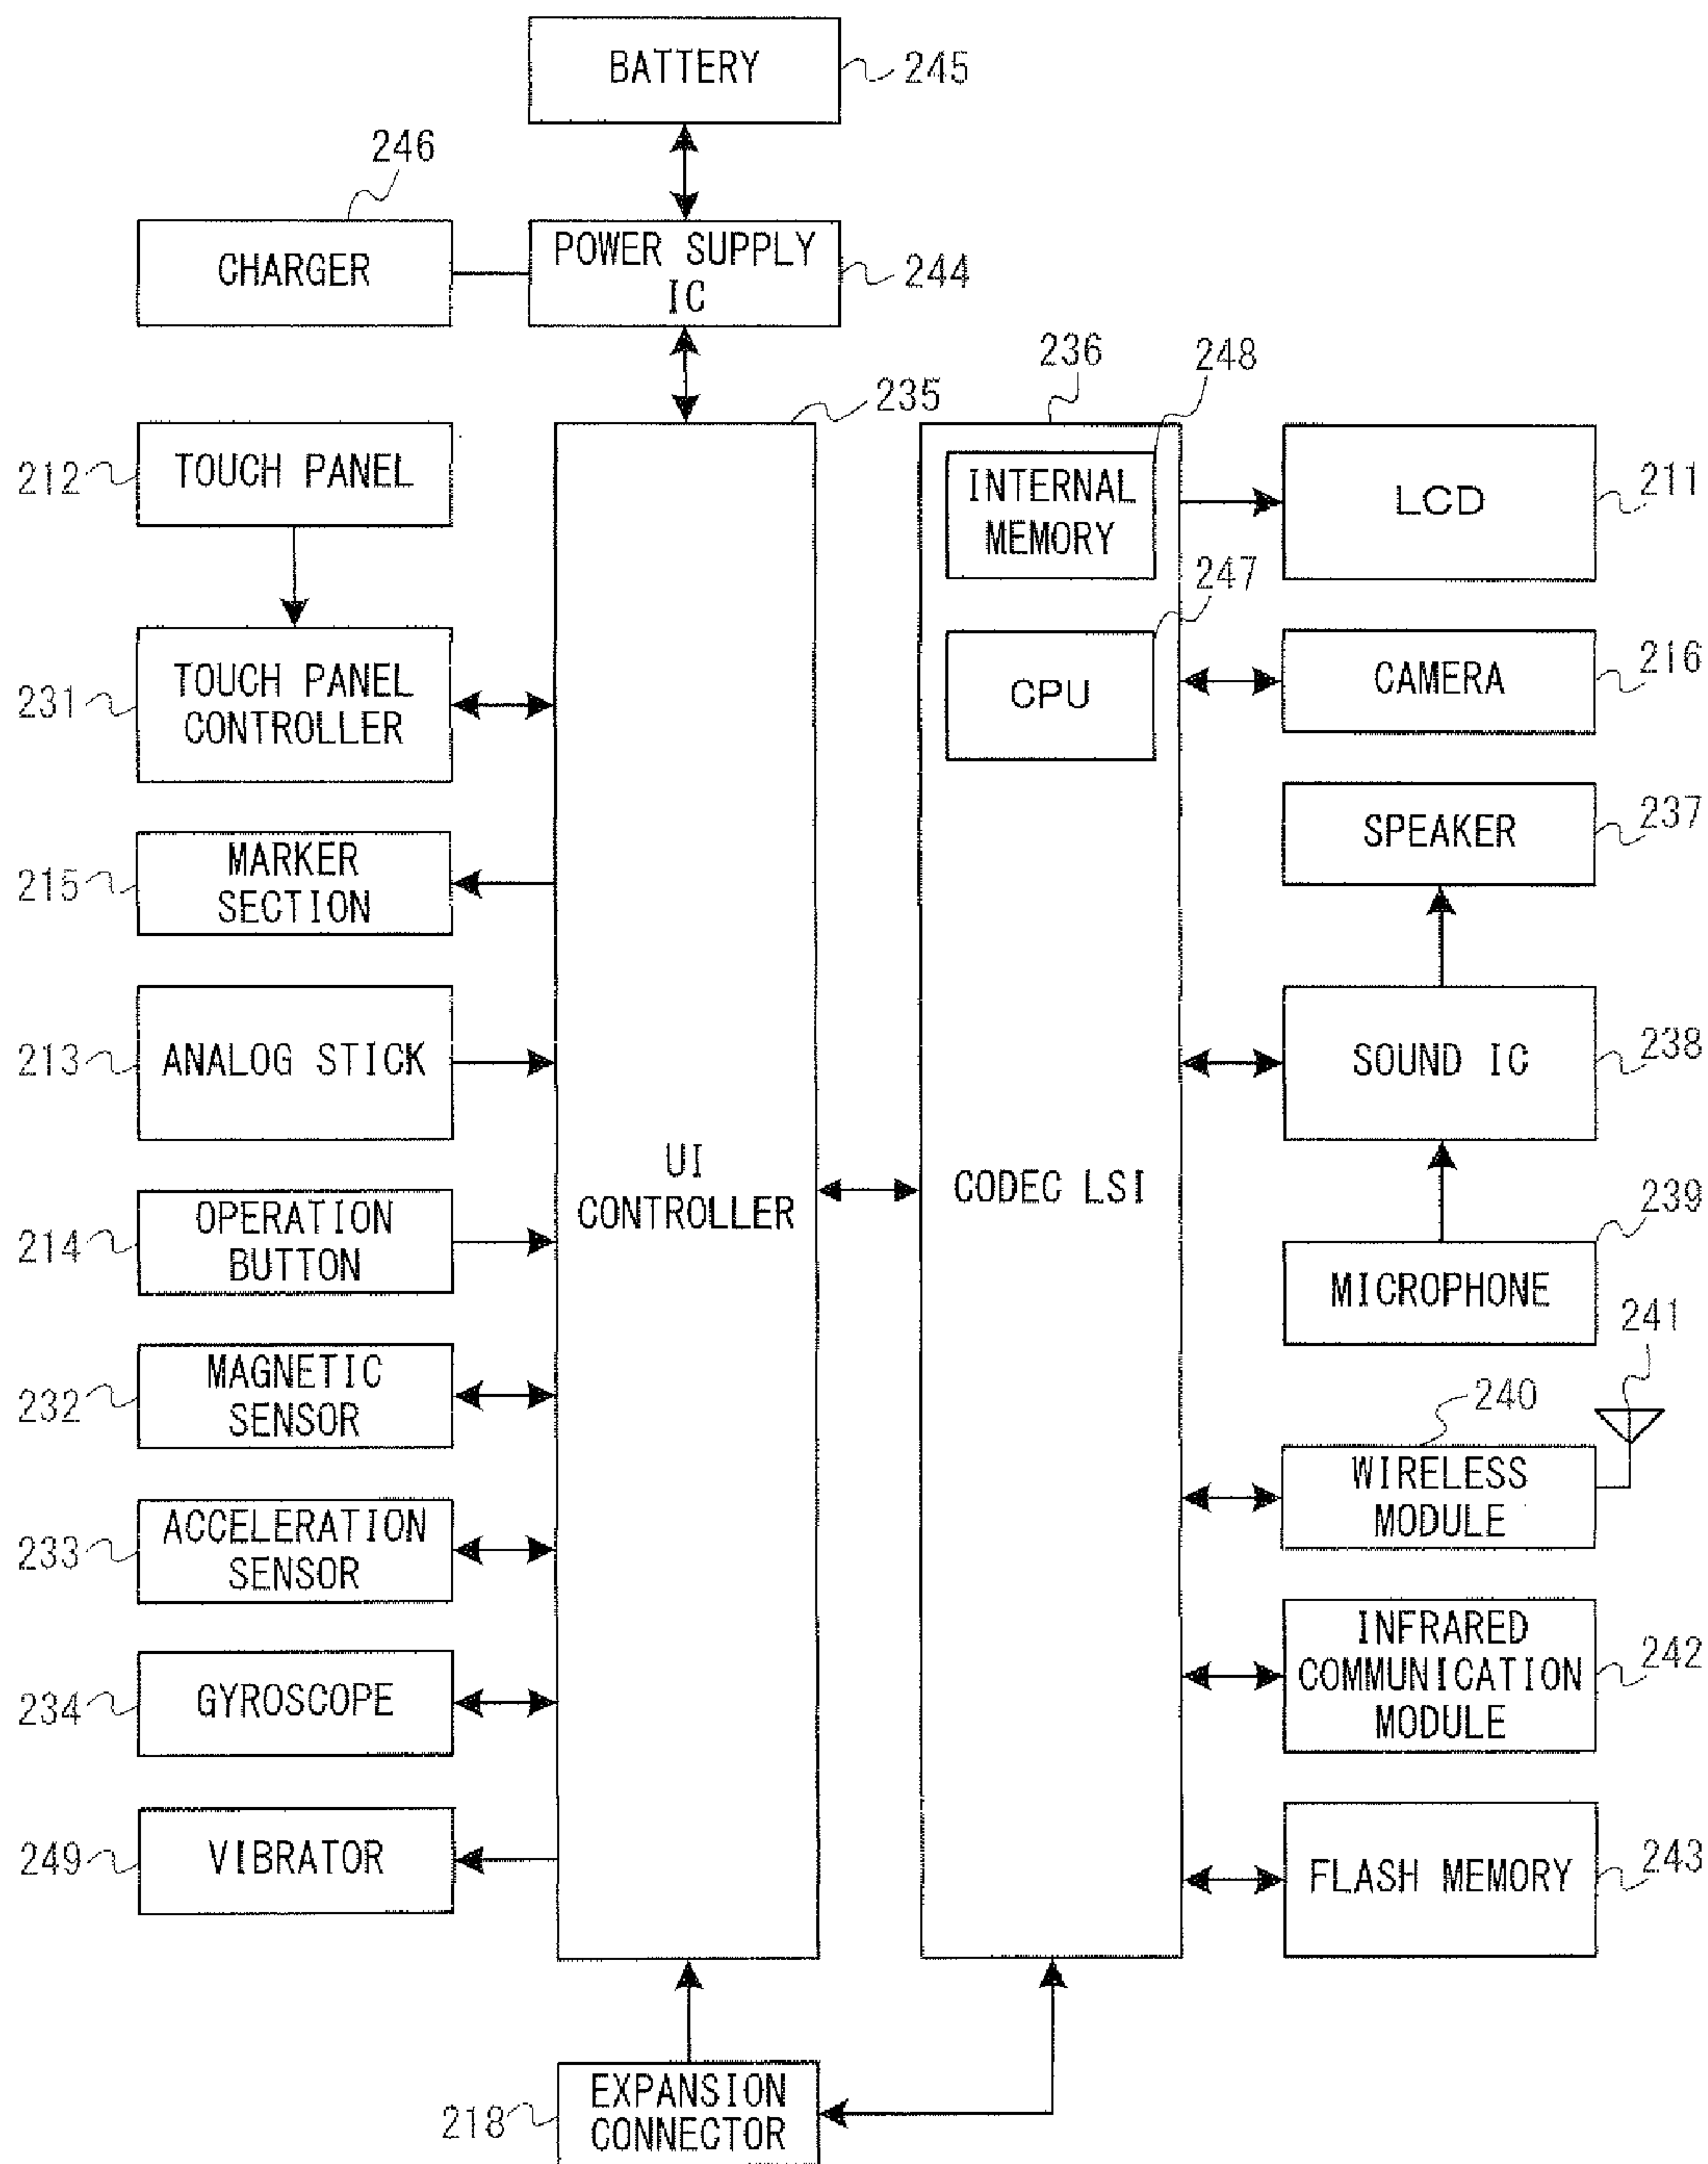 BATTERY
245
246
CHARGER
POWER SUPPLY
IC
244
235
236
248
212
TOUCH PANEL
INTERNAL
MEMORY
LCD
211
247
231
TOUCH PANEL
CONTROLLER
CPU
CAMERA
216
215
MARKER
SECTION
SPEAKER
237
213
ANALOG STICK
SOUND IC
238
UI
CONTROLLER
CODEC LSI
214
OPERATION
BUTTON
239
MICROPHONE
241
232
MAGNETIC
SENSOR
240
WIRELESS
MODULE
233
ACCELERATION
SENSOR
INFRARED
COMMUNICATION
MODULE
242
234
GYROSCOPE
249
VIBRATOR
FLASH MEMORY
243
218
EXPANSION
CONNECTOR